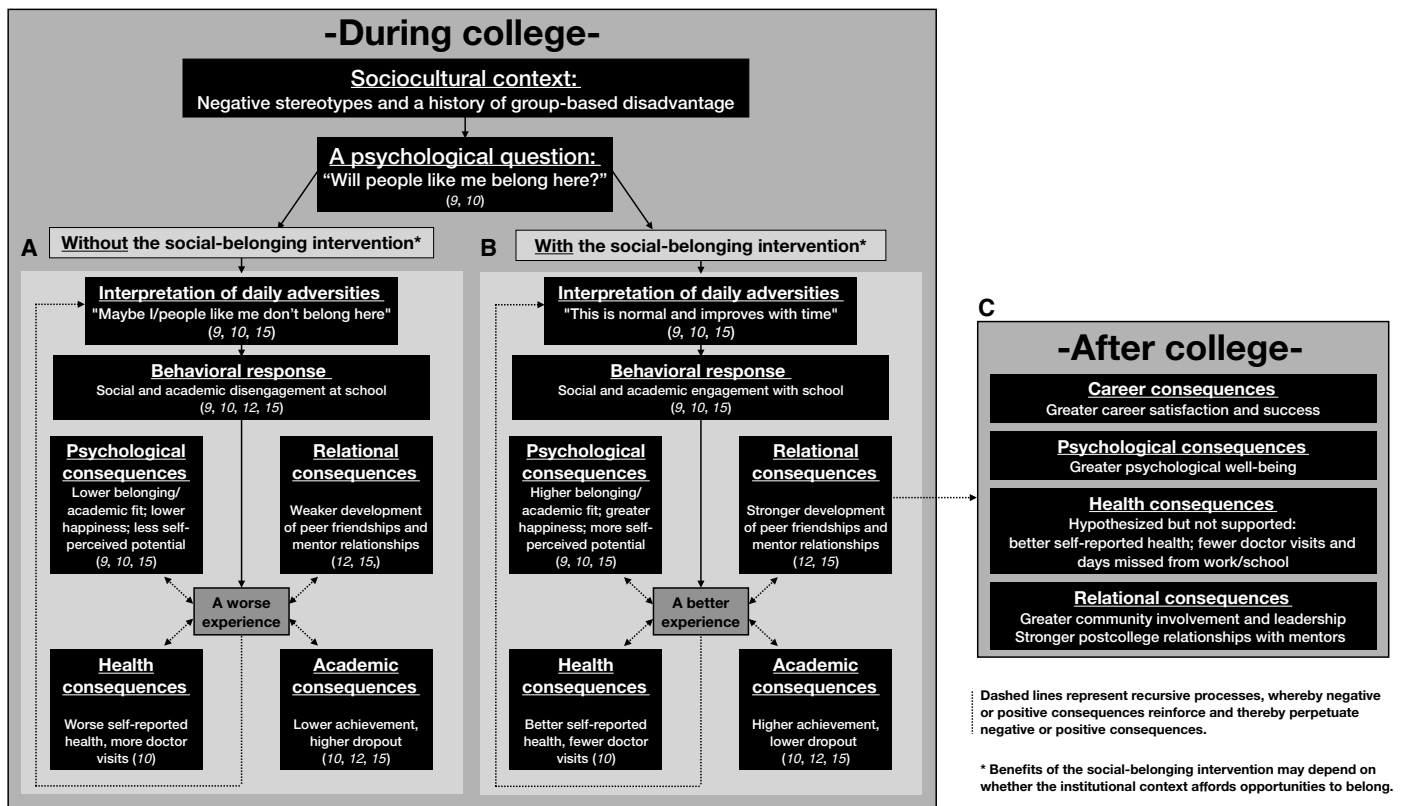 -During college-
Sociocultural context:
Negative stereotypes and a history of group-based disadvantage
A psychological question:
“Will people like me belong here?”
(9, 10)
A
Without the social-belonging intervention*
Interpretation of daily adversities
"Maybe I/people like me don’t belong here"
(9, 10, 15)
Behavioral response
Social and academic disengagement at school
(9, 10, 12, 15)
Psychological
consequences
Lower belonging/
academic fit; lower
happiness; less self-
perceived potential
(9, 10, 15)
Relational
consequences
Weaker development
of peer friendships and
mentor relationships
(12, 15,)
A worse
experience
Health
consequences
Worse self-reported
health, more doctor
visits (10)
Academic
consequences
Lower achievement,
higher dropout
(10, 12, 15)
B
With the social-belonging intervention*
Interpretation of daily adversities
"This is normal and improves with time"
(9, 10, 15)
Behavioral response
Social and academic engagement with school
(9, 10, 15)
Psychological
consequences
Higher belonging/
academic fit; greater
happiness; more self-
perceived potential
(9, 10, 15)
Relational
consequences
Stronger development
of peer friendships and
mentor relationships
(12, 15)
A better
experience
Health
consequences
Better self-reported
health, fewer doctor
visits (10)
Academic
consequences
Higher achievement,
lower dropout
(10, 12, 15)
C
-After college-
Career consequences
Greater career satisfaction and success
Psychological consequences
Greater psychological well-being
Health consequences
Hypothesized but not supported:
better self-reported health; fewer doctor visits and
days missed from work/school
Relational consequences
Greater community involvement and leadership
Stronger postcollege relationships with mentors
Dashed lines represent recursive processes, whereby negative
or positive consequences reinforce and thereby perpetuate
negative or positive consequences.
* Benefits of the social-belonging intervention may depend on
whether the institutional context affords opportunities to belong.